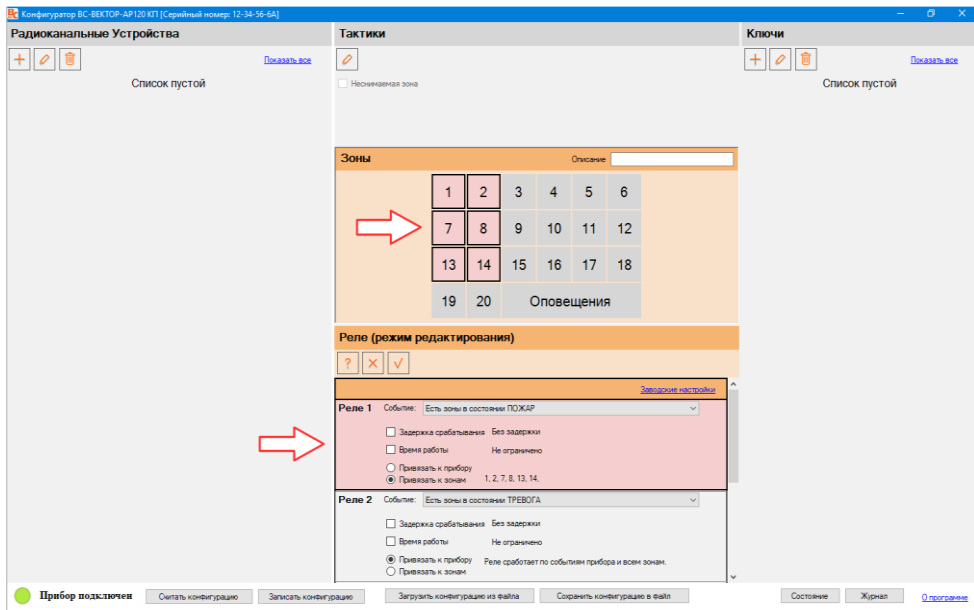 Конфигуратор ВС-ВЕКТОР-АР120 КП [Серийный номер: 12-34-56-6A]
Радиоканальные Устройства
Показать все
Список пустой
Тактики
Неснимаемая зона
Ключи
Показать все
Список пустой
Зоны Описание
1 2 3 4 5 6
7 8 9 10 11 12
13 14 15 16 17 18
19 20 Оповещения
Реле (режим редактирования)
?
Заводские настройки
Реле 1 Событие: Есть зоны в состоянии ПОЖАР
Задержка срабатывания Без задержки
Время работы Не ограничено
Привязать к прибору
Привязать к зонам 1, 2, 7, 8, 13, 14,
Реле 2 Событие: Есть зоны в состоянии ТРЕВОГА
Задержка срабатывания Без задержки
Время работы Не ограничено
Привязать к прибору Реле сработает по событиям прибора и всем зонам.
Привязать к зонам
Прибор подключен Считать конфигурацию Записать конфигурацию Загрузить конфигурацию из файла Сохранить конфигурацию в файл Состояние Журнал О программе